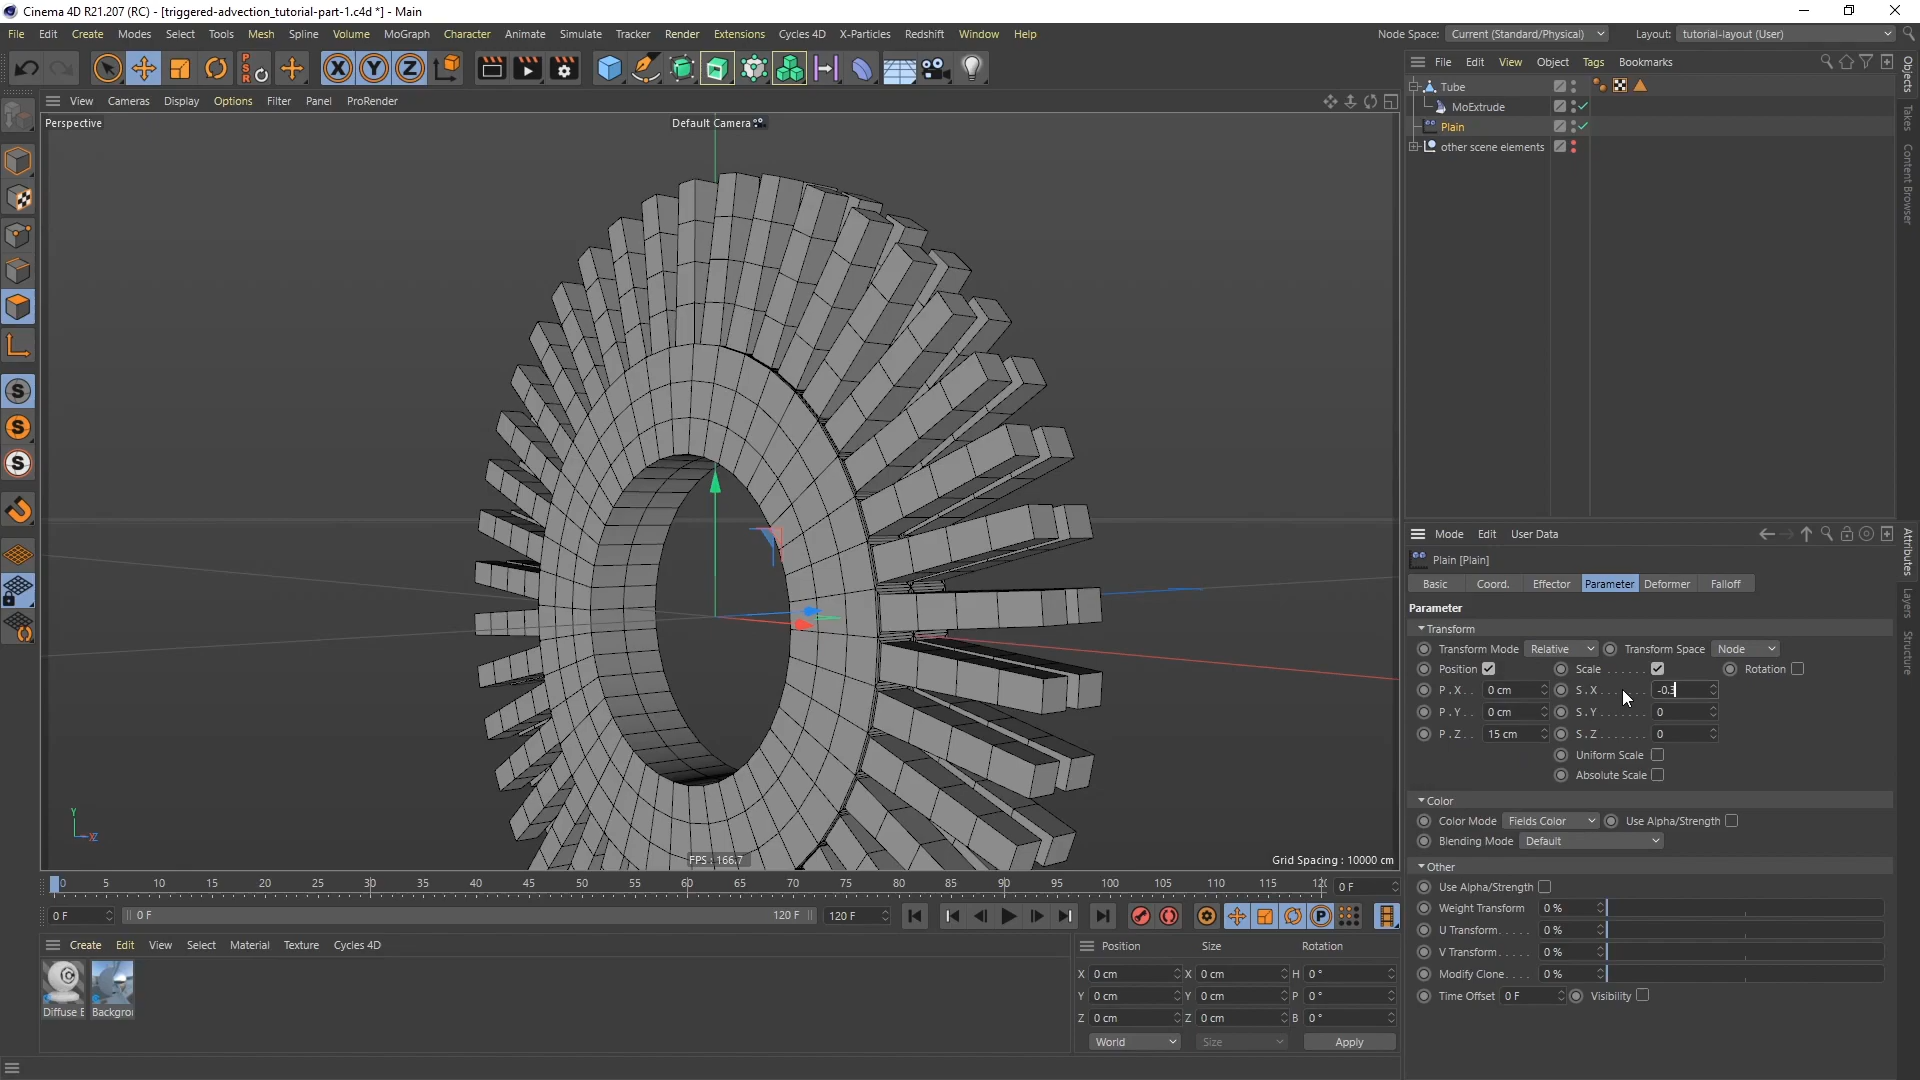 Cinema 4D R21.207 (RC) - [triggered-advection_tutorial-part-1.c4d *] - Main
File Edit Create Modes Select Tools Mesh Spline Volume MoGraph Character Animate Simulate Tracker Render Extensions Cycles 4D X-Particles Redshift Window Help Node Space: Current (Standard/Physical) Layout: tutorial-layout (User)
X Y Z
File Edit View Object Tags Bookmarks
View Cameras Display Options Filter Panel ProRender
Perspective Default Camera
Tube
MoExtrude
Plain
other scene elements
Objects Takes Content Browser
Mode Edit User Data
Plain [Plain]
Basic Coord. Effector Parameter Deformer Falloff
Parameter
Transform
Transform Mode Relative Transform Space Node
Position Scale Rotation
P . X 0 cm S . X -0.3
P . Y 0 cm S . Y 0
P . Z 15 cm S . Z 0
Uniform Scale
Absolute Scale
Color
Color Mode Fields Color Use Alpha/Strength
Blending Mode Default
Other
Use Alpha/Strength
Weight Transform 0 %
U Transform 0 %
V Transform 0 %
Modify Clone 0 %
Time Offset 0 F Visibility
Attributes Layers Structure
FPS : 166.7 Grid Spacing : 10000 cm
0 5 10 15 20 25 30 35 40 45 50 55 60 65 70 75 80 85 90 95 100 105 110 115 120 0 F
0 F 0 F 120 F 120 F
Create Edit View Select Material Texture Cycles 4D
Diffuse E Backgrou
Position Size Rotation
X 0 cm X 0 cm H 0 °
Y 0 cm Y 0 cm P 0 °
Z 0 cm Z 0 cm B 0 °
World Size Apply